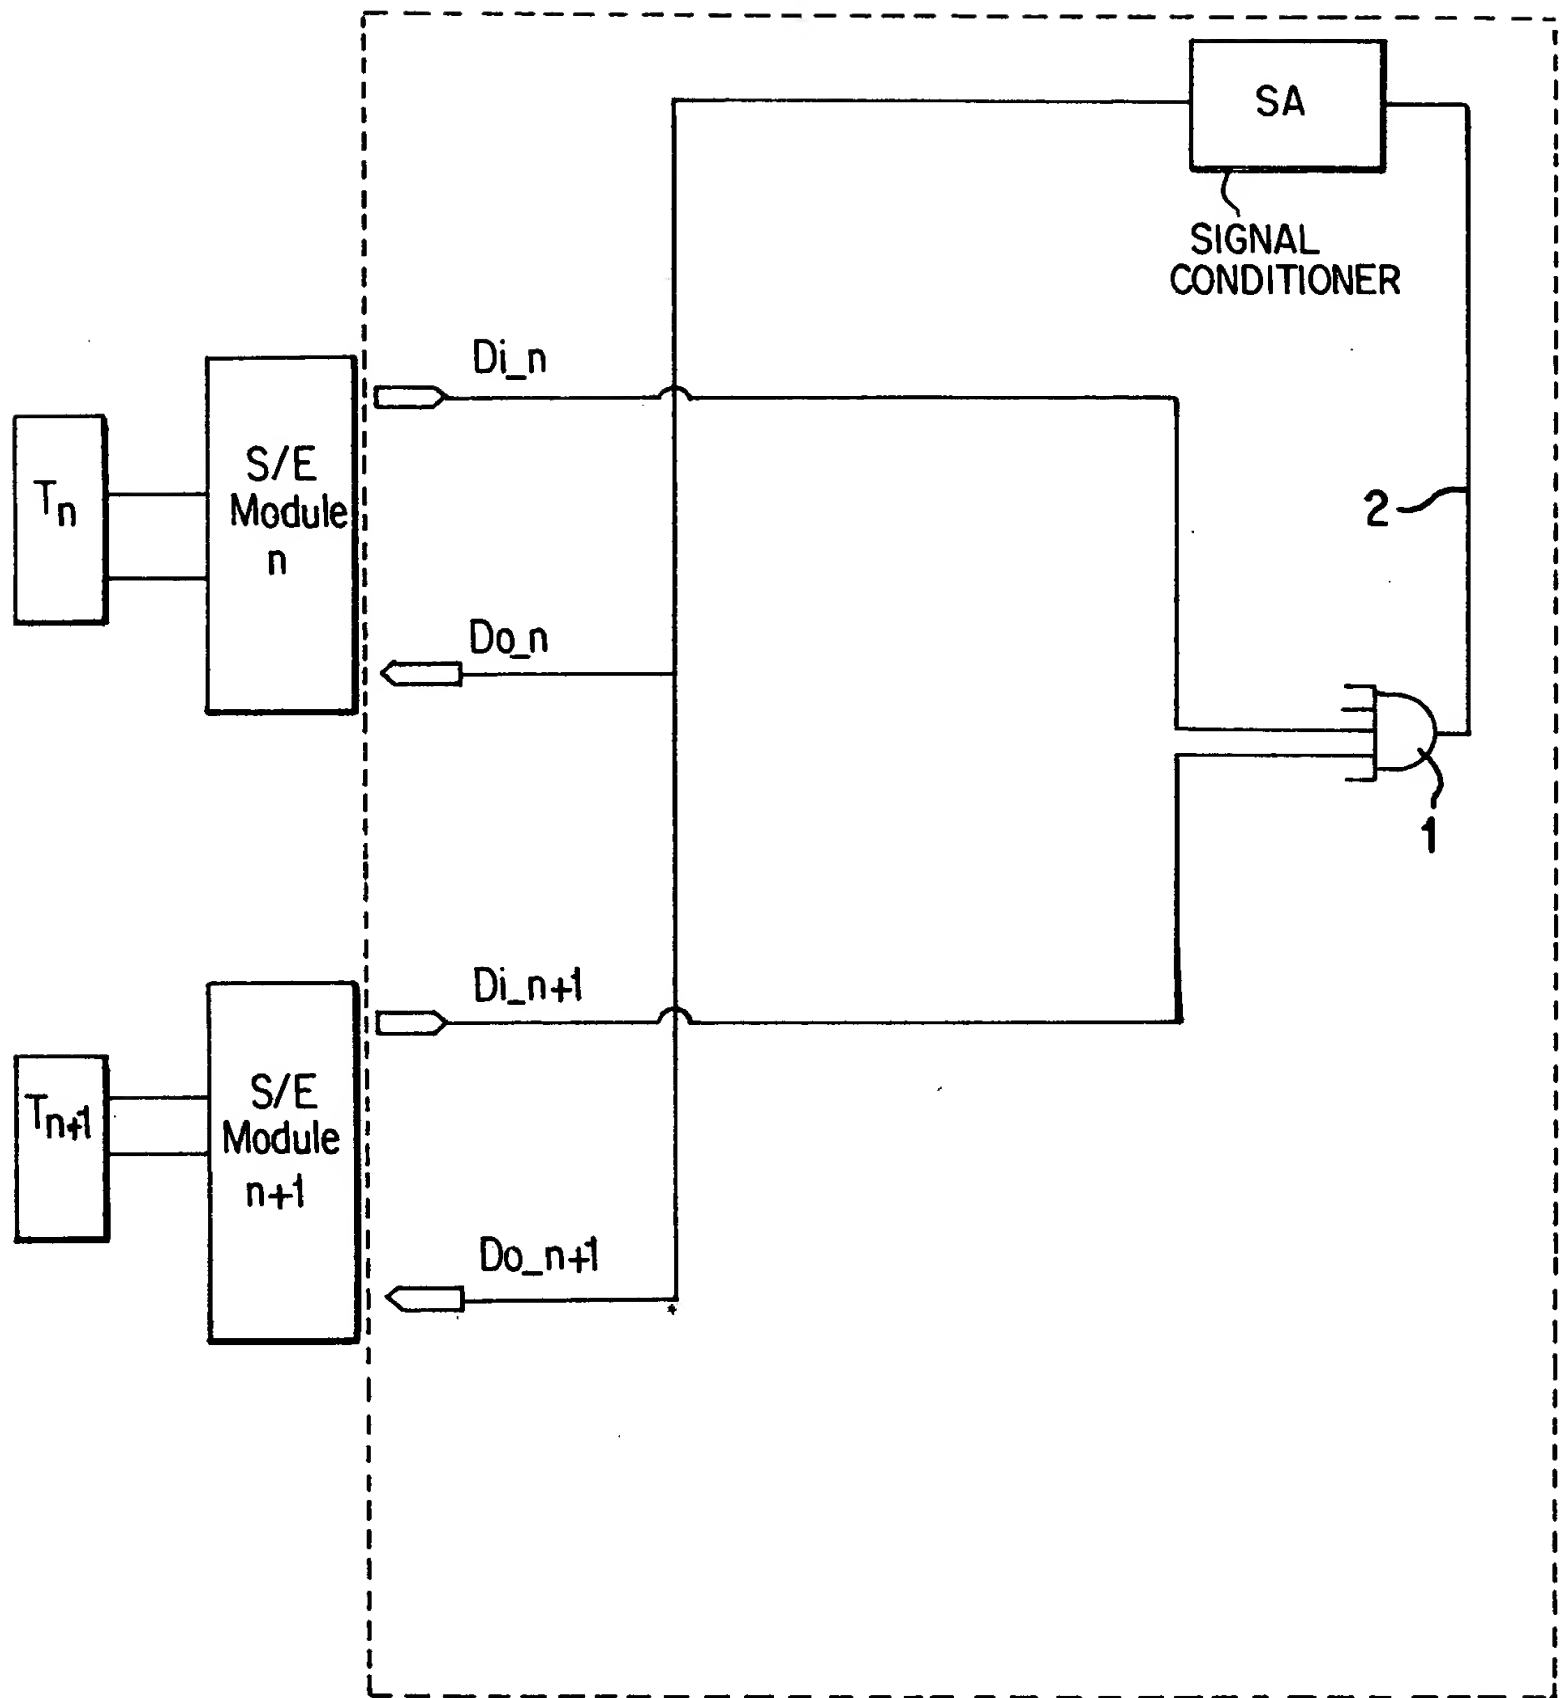 SA
SIGNAL
CONDITIONER
Di_n
S/E
Module
n
Tn
2
Do_n
1
Di_n+1
S/E
Module
n+1
Tn+1
Do_n+1